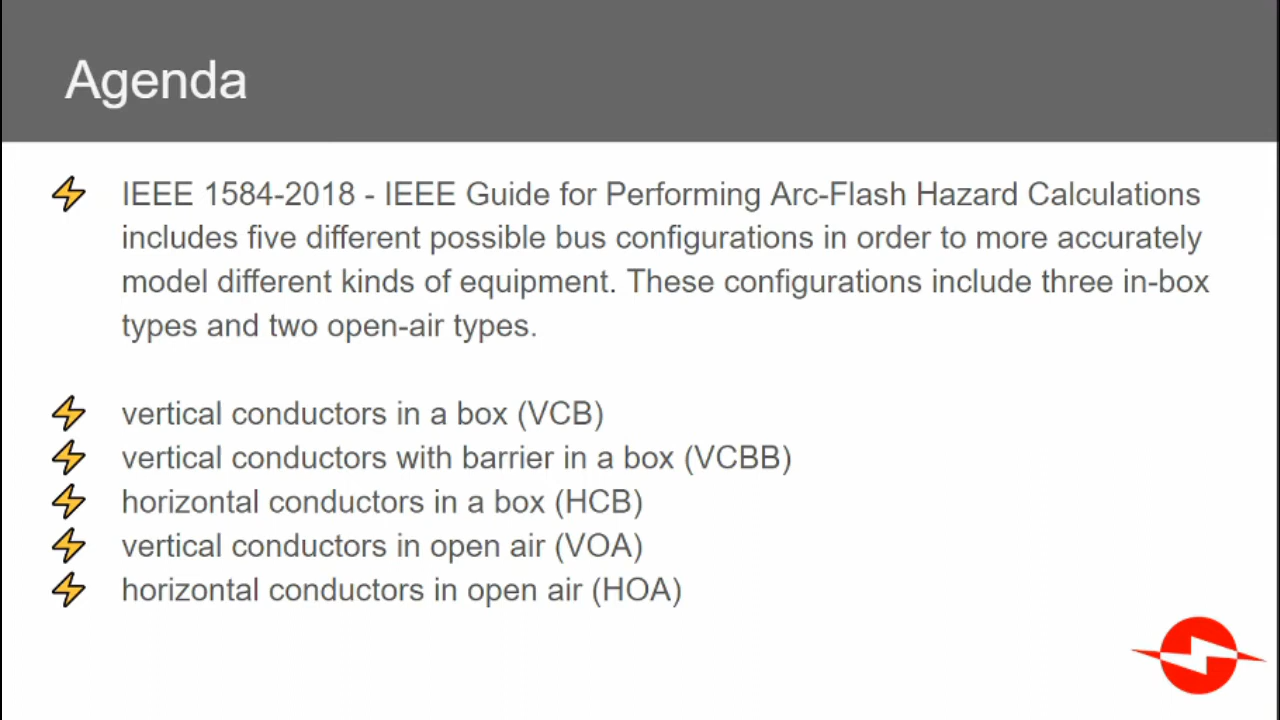 Agenda
IEEE 1584-2018 - IEEE Guide for Performing Arc-Flash Hazard Calculations
includes five different possible bus configurations in order to more accurately
model different kinds of equipment. These configurations include three in-box
types and two open-air types.
vertical conductors in a box (VCB)
vertical conductors with barrier in a box (VCBB)
horizontal conductors in a box (HCB)
vertical conductors in open air (VOA)
horizontal conductors in open air (HOA)